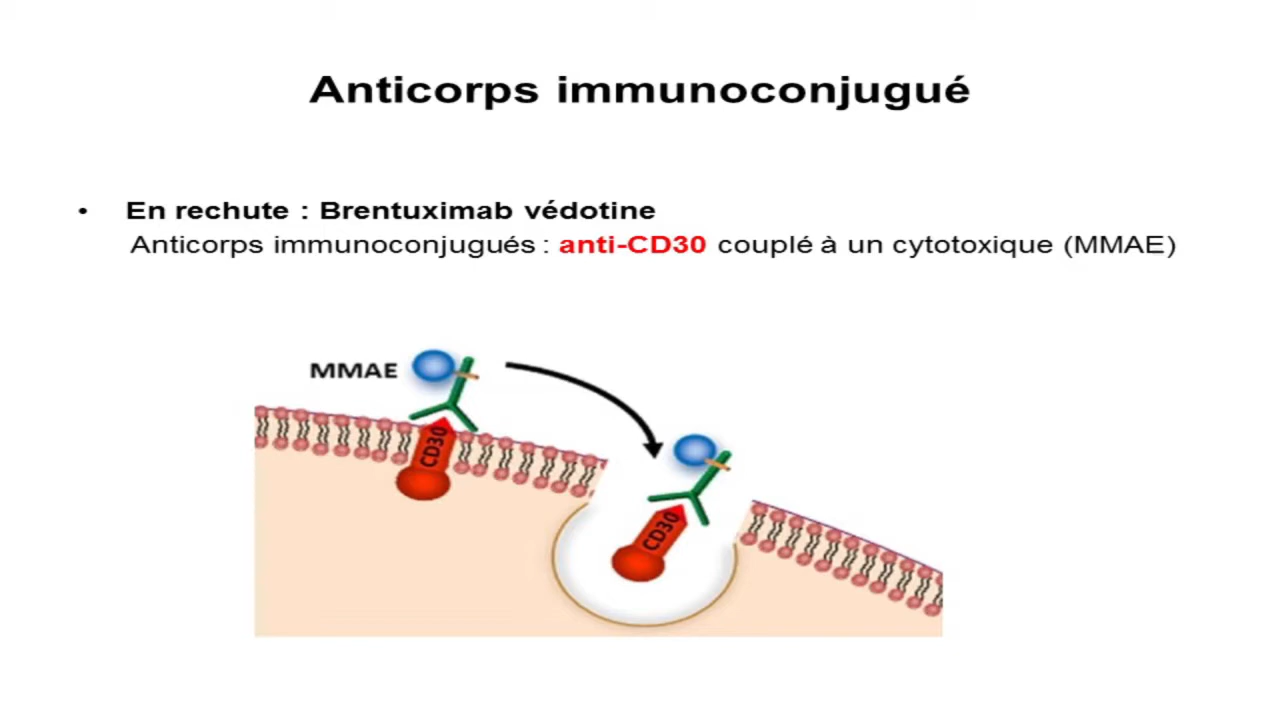 Anticorps immunoconjugué
• En rechute : Brentuximab védotine
Anticorps immunoconjugués : anti-CD30 couplé à un cytotoxique (MMAE)
MMAE
CD30
CD30